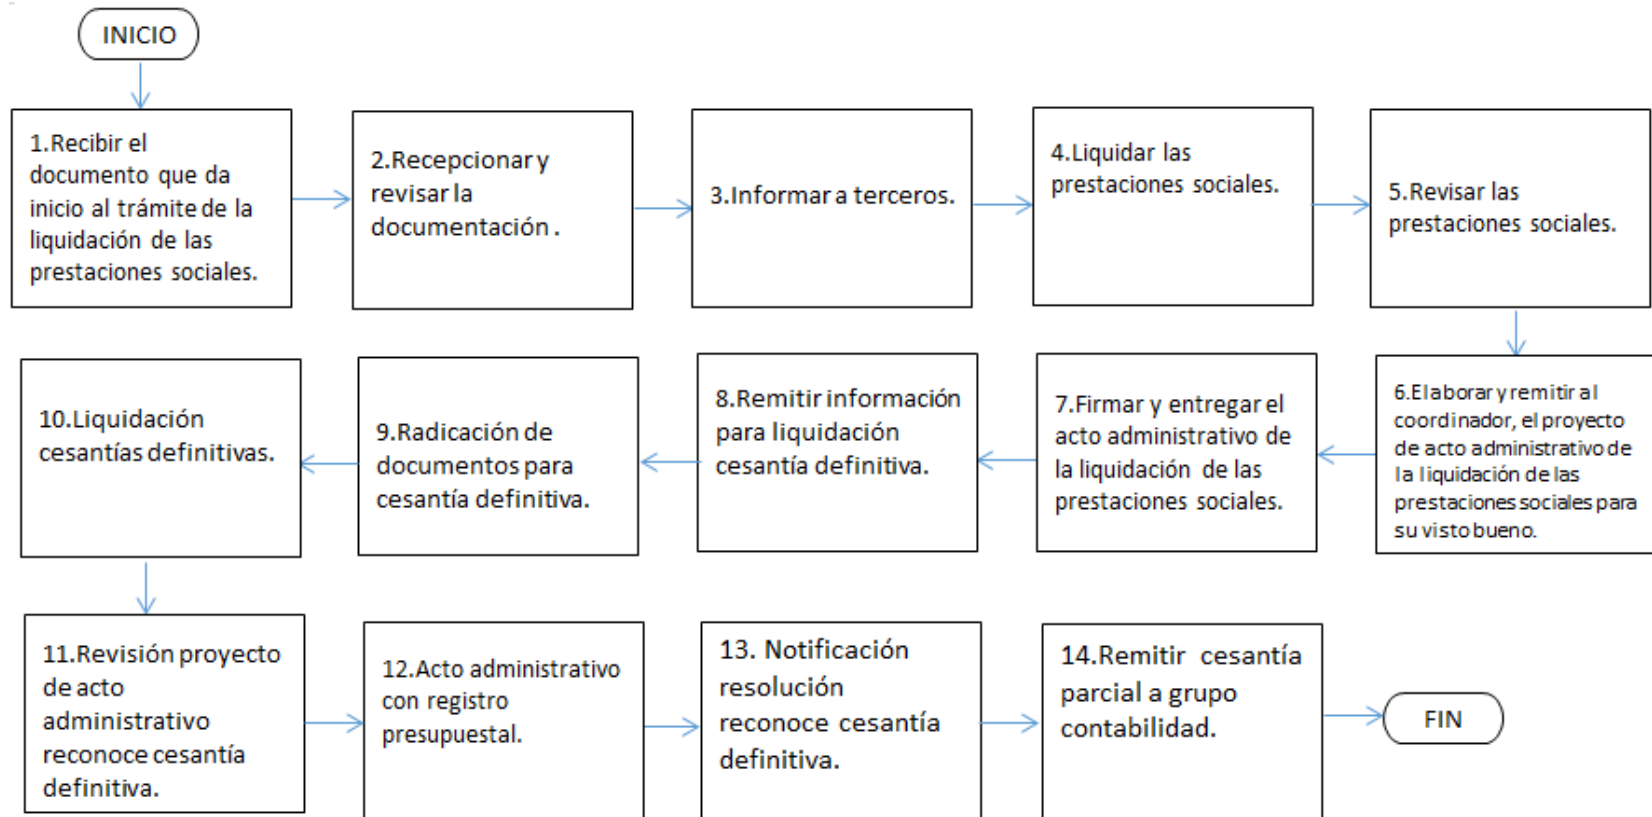 INICIO
1.Recibir el
documento que da
inicio al trámite de la
liquidación de las
prestaciones sociales.
2.Recepcionar y
revisar la
documentación .
3.Informar a terceros.
4.Liquidar las
prestaciones sociales.
5.Revisar las
prestaciones sociales.
6.Elaborar y remitir al
coordinador, el proyecto
de acto administrativo de
la liquidación de las
prestaciones sociales para
su visto bueno.
7.Firmar y entregar el
acto administrativo de
la liquidación de las
prestaciones sociales.
8.Remitir información
para liquidación
cesantía definitiva.
9.Radicación de
documentos para
cesantía definitiva.
10.Liquidación
cesantías definitivas.
11.Revisión proyecto
de acto
administrativo
reconoce cesantía
definitiva.
12.Acto administrativo
con registro
presupuestal.
13. Notificación
resolución
reconoce cesantía
definitiva.
14.Remitir cesantía
parcial a grupo
contabilidad.
FIN